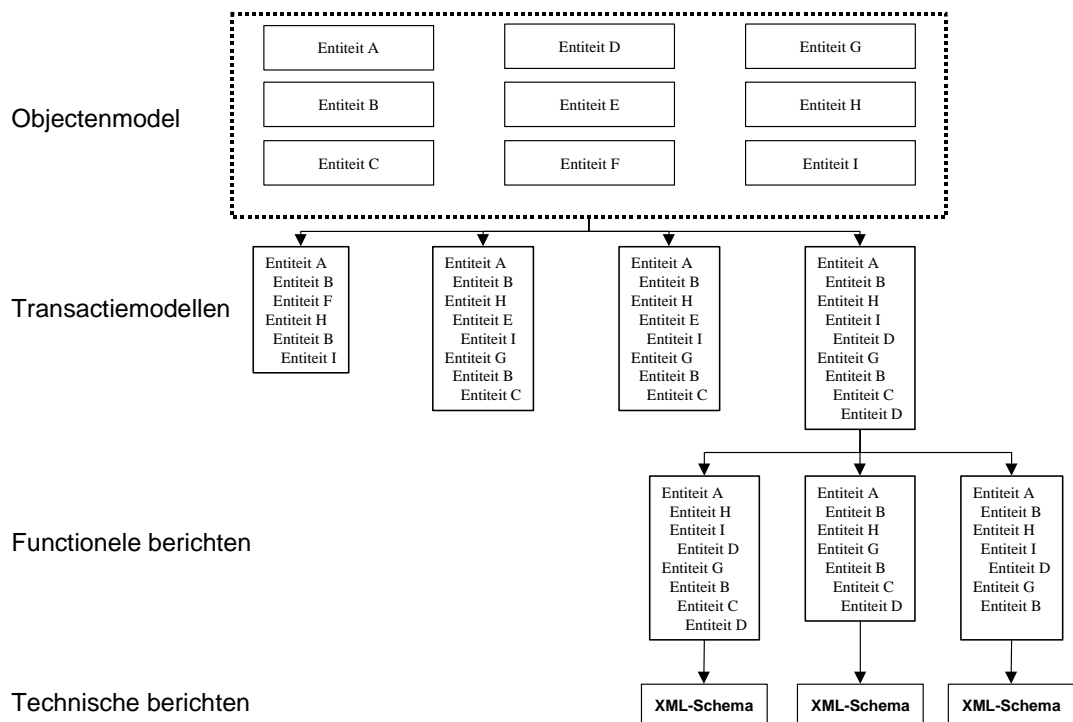 Entiteit A
Entiteit D
Entiteit G
Objectenmodel
Entiteit B
Entiteit E
Entiteit H
Entiteit C
Entiteit F
Entiteit I
Transactiemodellen
Entiteit A
Entiteit B
Entiteit F
Entiteit H
Entiteit B
Entiteit I
Entiteit A
Entiteit B
Entiteit H
Entiteit E
Entiteit I
Entiteit G
Entiteit B
Entiteit C
Entiteit A
Entiteit B
Entiteit H
Entiteit E
Entiteit I
Entiteit G
Entiteit B
Entiteit C
Entiteit A
Entiteit B
Entiteit H
Entiteit I
Entiteit D
Entiteit G
Entiteit B
Entiteit C
Entiteit D
Functionele berichten
Entiteit A
Entiteit H
Entiteit I
Entiteit D
Entiteit G
Entiteit B
Entiteit C
Entiteit D
Entiteit A
Entiteit B
Entiteit H
Entiteit G
Entiteit B
Entiteit C
Entiteit D
Entiteit A
Entiteit B
Entiteit H
Entiteit I
Entiteit D
Entiteit G
Entiteit B
Technische berichten
XML-Schema
XML-Schema
XML-Schema